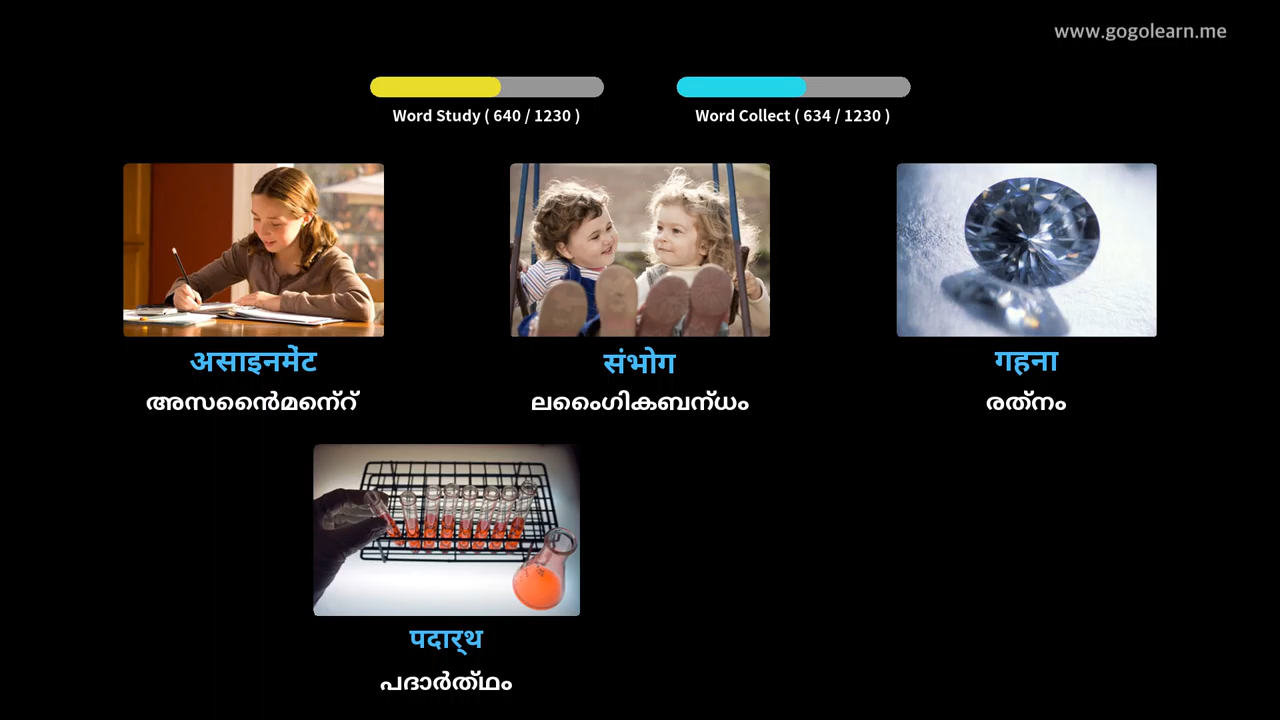 www.gogolearn.me
Word Study ( 640 / 1230 )
Word Collect ( 634 / 1230 )
असाइनमेंट
संभोग
गहना
അസൈൻമെന്റ്
ലൈംഗികബന്ധം
രത്നം
पदार्थ
പദാർത്ഥം